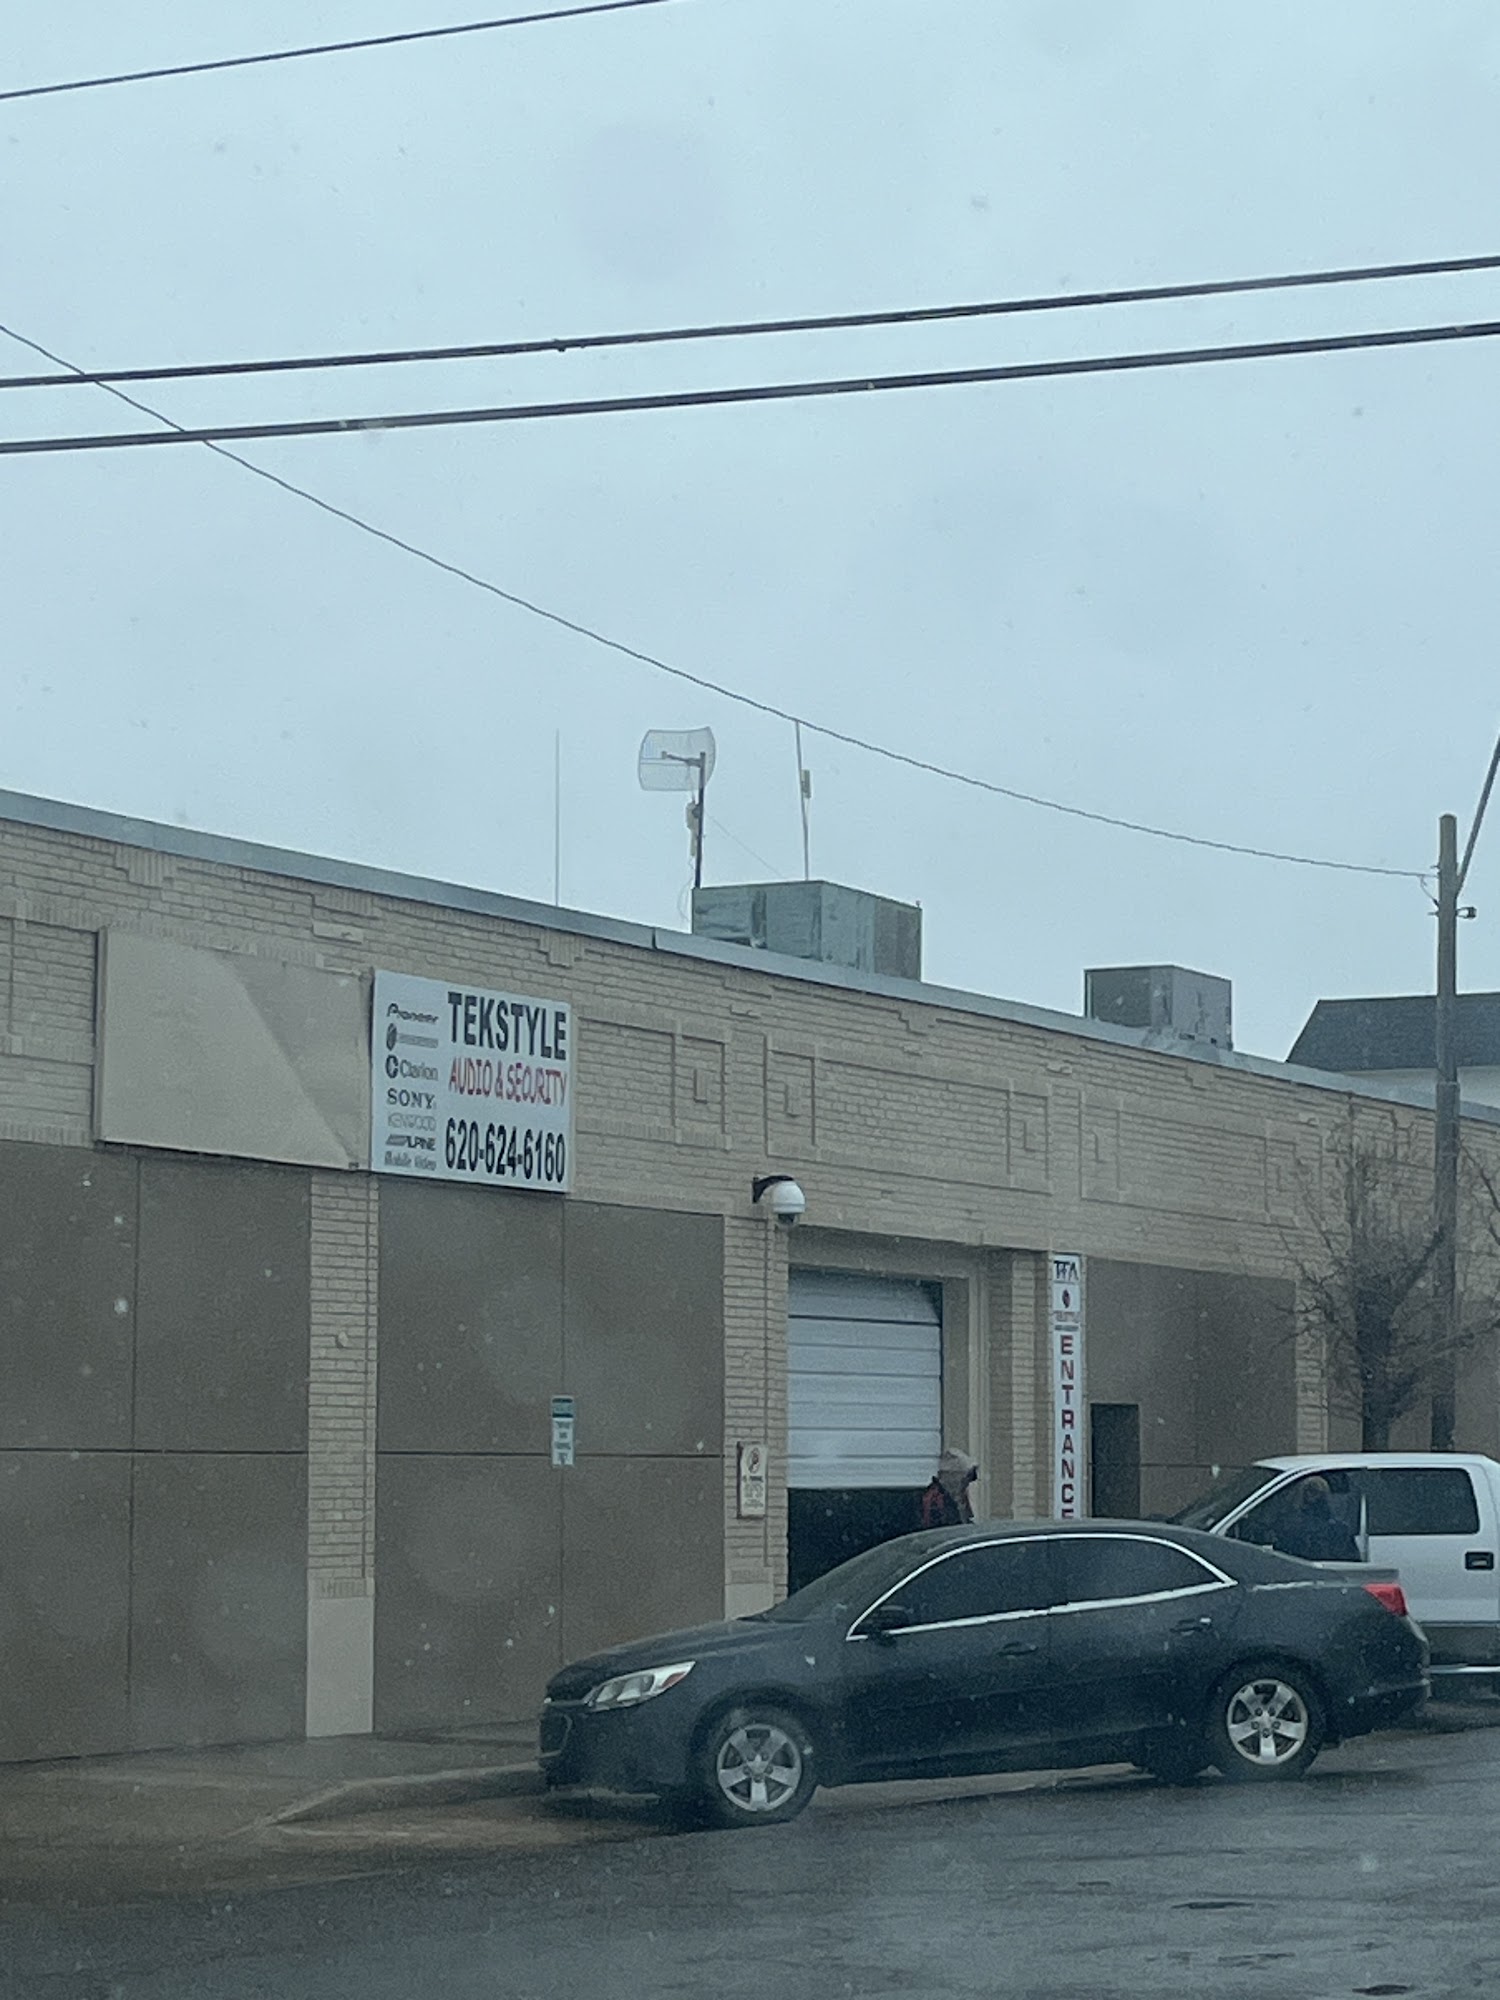 Pioneer
Clarion
SONY
KENWOOD
ALPINE
Mobile Video
TEKSTYLE
AUDIO & SECURITY
620-624-6160
ENTRANCE